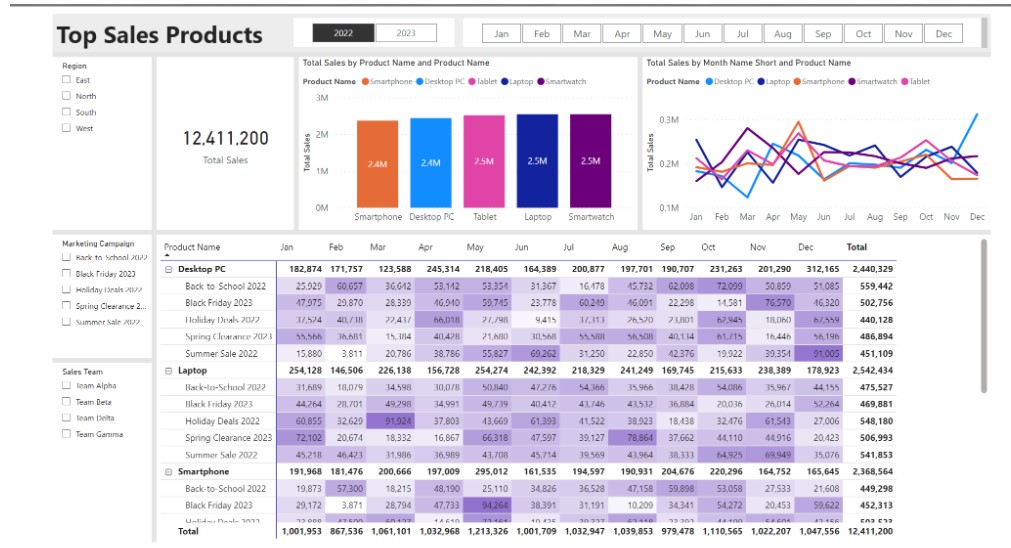 Top Sales Products
2022 2023
Jan Feb Mar Apr May Jun Jul Aug Sep Oct Nov Dec
Region
East
North
South
West
12,411,200
Total Sales
Total Sales by Product Name and Product Name
Product Name Smartphone Desktop PC Tablet Laptop Smartwatch
3M
2M
1M
0M
Total Sales
2.4M 2.4M 2.5M 2.5M 2.5M
Smartphone Desktop PC Tablet Laptop Smartwatch
Total Sales by Month Name Short and Product Name
Product Name Desktop PC Laptop Smartphone Smartwatch Tablet
0.3M
0.2M
0.1M
Total Sales
Jan Feb Mar Apr May Jun Jul Aug Sep Oct Nov Dec
Marketing Campaign
Back-to-School 2022
Black Friday 2023
Holiday Deals 2022
Spring Clearance 2...
Summer Sale 2022
Sales Team
Team Alpha
Team Beta
Team Delta
Team Gamma
Product Name Jan Feb Mar Apr May Jun Jul Aug Sep Oct Nov Dec Total
Desktop PC 182,874 171,757 123,588 245,314 218,405 164,389 200,877 197,701 190,707 231,263 201,290 312,165 2,440,329
Back-to-School 2022 25,929 60,657 36,642 53,142 53,354 31,367 16,478 45,732 62,098 72,099 50,859 51,085 559,442
Black Friday 2023 47,975 29,870 28,339 46,940 59,745 23,778 60,249 46,091 22,298 14,581 76,570 46,320 502,756
Holiday Deals 2022 37,524 40,738 22,437 66,018 27,798 9,415 37,313 26,520 23,801 62,945 18,060 67,559 440,128
Spring Clearance 2023 55,566 36,681 15,384 40,428 21,680 30,568 55,588 56,508 40,134 61,715 16,446 56,196 486,894
Summer Sale 2022 15,880 3,811 20,786 38,786 55,827 69,262 31,250 22,850 42,376 19,922 39,354 91,005 451,109
Laptop 254,128 146,506 226,138 156,728 254,274 242,392 218,329 241,249 169,745 215,633 238,389 178,923 2,542,434
Back-to-School 2022 31,689 18,079 34,598 30,078 50,840 47,276 54,366 35,966 38,428 54,086 35,967 44,155 475,527
Black Friday 2023 44,264 28,701 49,298 34,991 49,739 40,412 43,746 43,532 36,884 20,036 26,014 52,264 469,881
Holiday Deals 2022 60,855 32,629 91,924 37,803 43,669 61,393 41,522 38,923 18,438 32,476 61,543 27,006 548,180
Spring Clearance 2023 72,102 20,674 18,332 16,867 66,318 47,597 39,127 78,864 37,662 44,110 44,916 20,423 506,993
Summer Sale 2022 45,218 46,423 31,986 36,989 43,708 45,714 39,569 43,964 38,333 64,925 69,949 35,076 541,853
Smartphone 191,968 181,476 200,666 197,009 295,012 161,535 194,597 190,931 204,676 220,296 164,752 165,645 2,368,564
Back-to-School 2022 19,873 57,300 18,215 48,190 25,110 34,826 36,528 47,158 59,898 53,058 27,533 21,608 449,298
Black Friday 2023 29,172 3,871 28,794 47,733 94,264 38,391 31,191 10,209 34,341 54,272 20,453 59,622 452,313
Holiday Deals 2022
Total 1,001,953 867,536 1,061,101 1,032,968 1,213,326 1,001,709 1,032,947 1,039,853 979,478 1,110,565 1,022,207 1,047,556 12,411,200